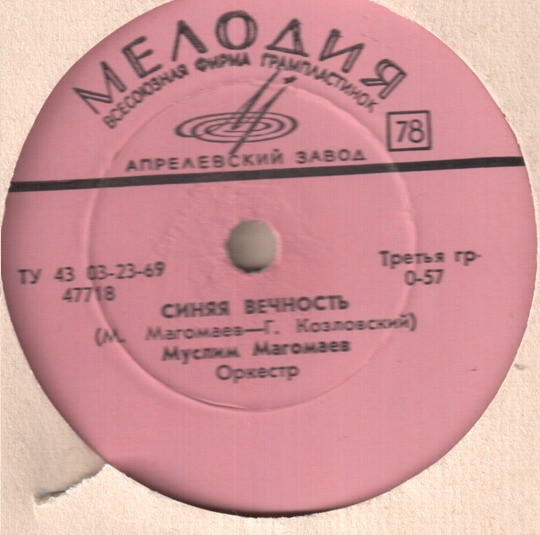 МЕЛОДИЯ
ВСЕСОЮЗНАЯ ФИРМА ГРАМПЛАСТИНОК
78
АПРЕЛЕВСКИЙ ЗАВОД
ТУ 43 03-23-69
Третья гр-
47718
0-57
СИНЯЯ ВЕЧНОСТЬ
(М. Магомаев—Г. Козловский)
Муслим Магомаев
Оркестр